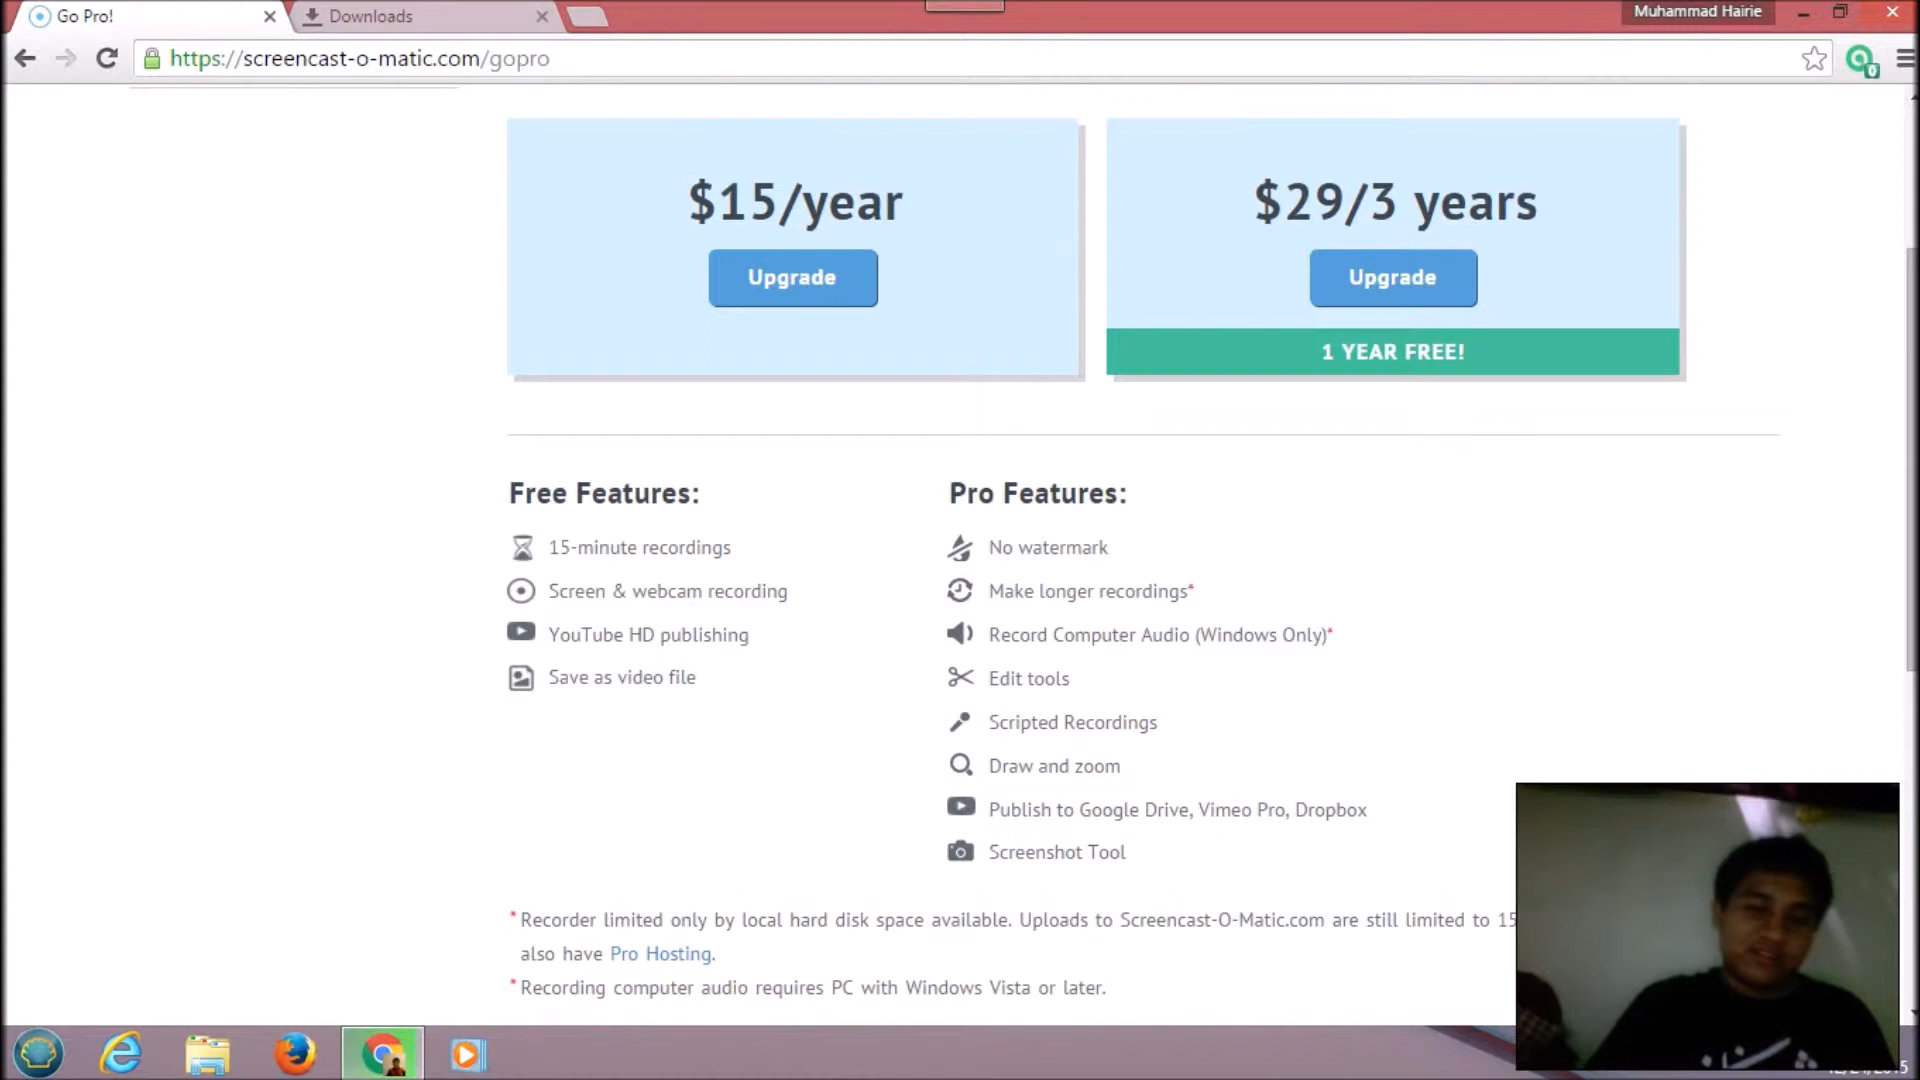 Go Pro!
Downloads
Muhammad Hairie
https://screencast-o-matic.com/gopro
0
$15/year
$29/3 years
Upgrade
Upgrade
1 YEAR FREE!
Free Features:
Pro Features:
15-minute recordings
No watermark
Screen & webcam recording
Make longer recordings*
YouTube HD publishing
Record Computer Audio (Windows Only)*
Save as video file
Edit tools
Scripted Recordings
Draw and zoom
Publish to Google Drive, Vimeo Pro, Dropbox
Screenshot Tool
*Recorder limited only by local hard disk space available. Uploads to Screencast-O-Matic.com are still limited to 15
also have Pro Hosting.
*Recording computer audio requires PC with Windows Vista or later.